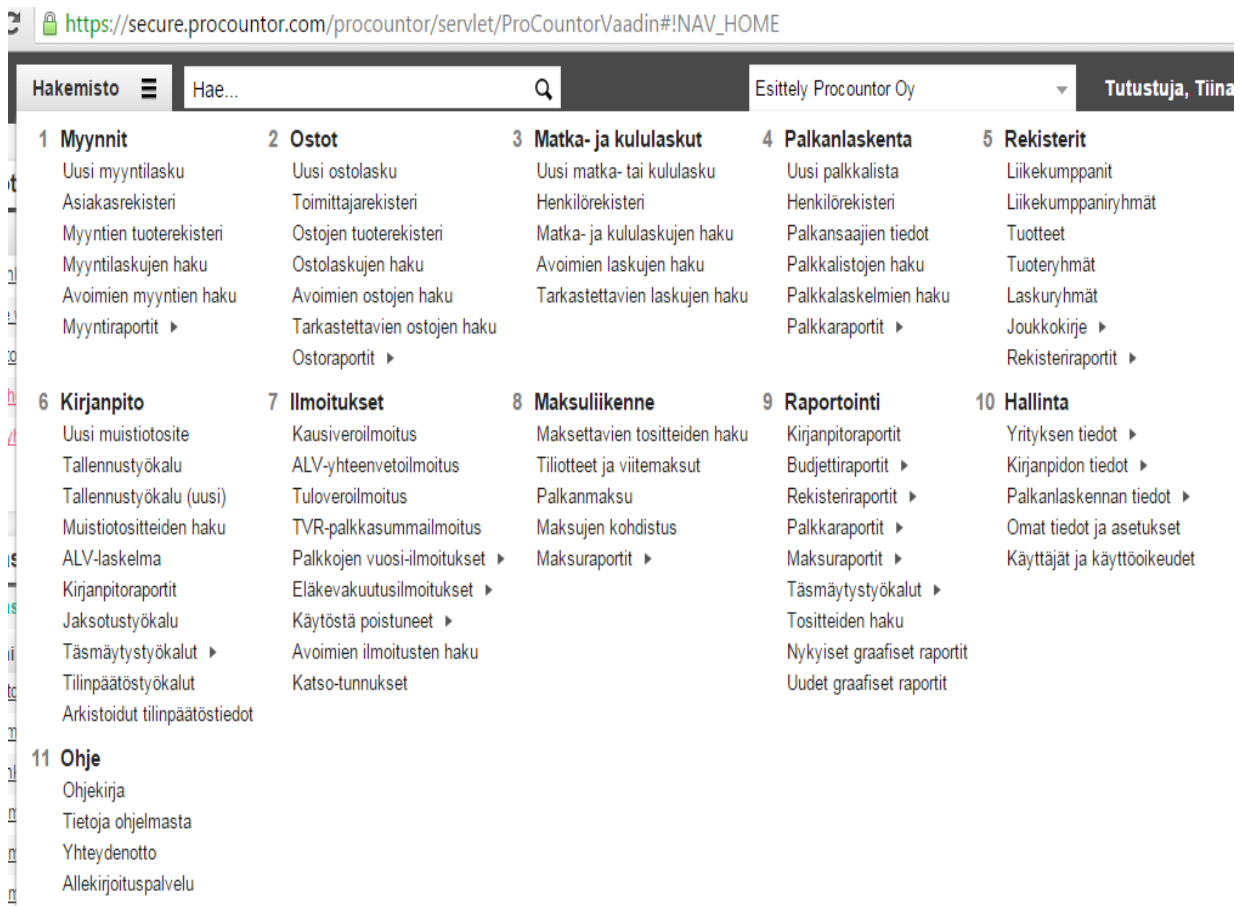 https://secure.procountor.com/procountor/servlet/ProCountorVaadin#!NAV_HOME
Hakemisto Hae... Esittely Procountor Oy Tutustuja, Tiina
1 Myynnit
Uusi myyntilasku
Asiakasrekisteri
Myyntien tuoterekisteri
Myyntilaskujen haku
Avoimien myyntien haku
Myyntiraportit
2 Ostot
Uusi ostolasku
Toimittajarekisteri
Ostojen tuoterekisteri
Ostolaskujen haku
Avoimien ostojen haku
Tarkastettavien ostojen haku
Ostoraportit
3 Matka- ja kululaskut
Uusi matka- tai kululasku
Henkilörekisteri
Matka- ja kululaskujen haku
Avoimien laskujen haku
Tarkastettavien laskujen haku
4 Palkanlaskenta
Uusi palkkalista
Henkilörekisteri
Palkansaajien tiedot
Palkkalistojen haku
Palkkalaskelmien haku
Palkkaraportit
5 Rekisterit
Liikekumppanit
Liikekumppaniryhmät
Tuotteet
Tuoteryhmät
Laskuryhmät
Joukkokirje
Rekisteriraportit
6 Kirjanpito
Uusi muistiotosite
Tallennustyökalu
Tallennustyökalu (uusi)
Muistiotositteiden haku
ALV-laskelma
Kirjanpitoraportit
Jaksotustyökalu
Täsmäytystyökalut
Tilinpäätöstyökalut
Arkistoidut tilinpäätöstiedot
7 Ilmoitukset
Kausiveroilmoitus
ALV-yhteenvetoilmoitus
Tuloveroilmoitus
TVR-palkkasummailmoitus
Palkkojen vuosi-ilmoitukset
Eläkevakuutusilmoitukset
Käytöstä poistuneet
Avoimien ilmoitusten haku
Katso-tunnukset
8 Maksuliikenne
Maksettavien tositteiden haku
Tiliotteet ja viitemaksut
Palkanmaksu
Maksujen kohdistus
Maksuraportit
9 Raportointi
Kirjanpitoraportit
Budjettiraportit
Rekisteriraportit
Palkkaraportit
Maksuraportit
Täsmäytystyökalut
Tositteiden haku
Nykyiset graafiset raportit
Uudet graafiset raportit
10 Hallinta
Yrityksen tiedot
Kirjanpidon tiedot
Palkanlaskennan tiedot
Omat tiedot ja asetukset
Käyttäjät ja käyttöoikeudet
11 Ohje
Ohjekirja
Tietoja ohjelmasta
Yhteydenotto
Allekirjoituspalvelu